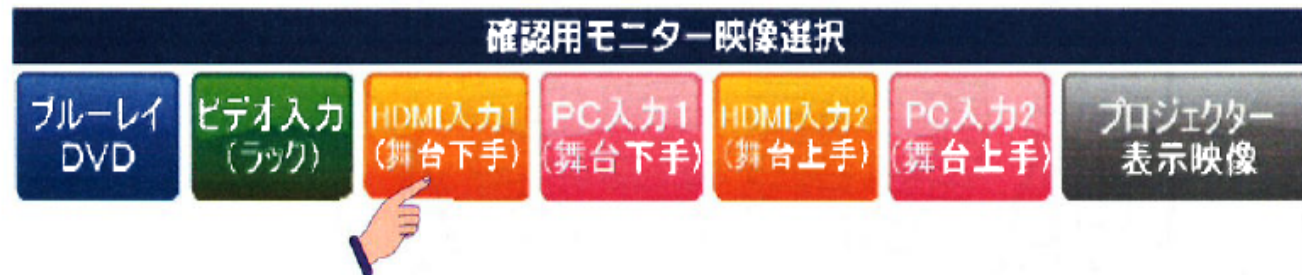 確認用モニター映像選択
ブルーレイ
DVD
ビデオ入力
(ラック)
HDMI入力1
(舞台下手)
PC入力1
(舞台下手)
HDMI入力2
(舞台上手)
PC入力2
(舞台上手)
プロジェクター
表示映像